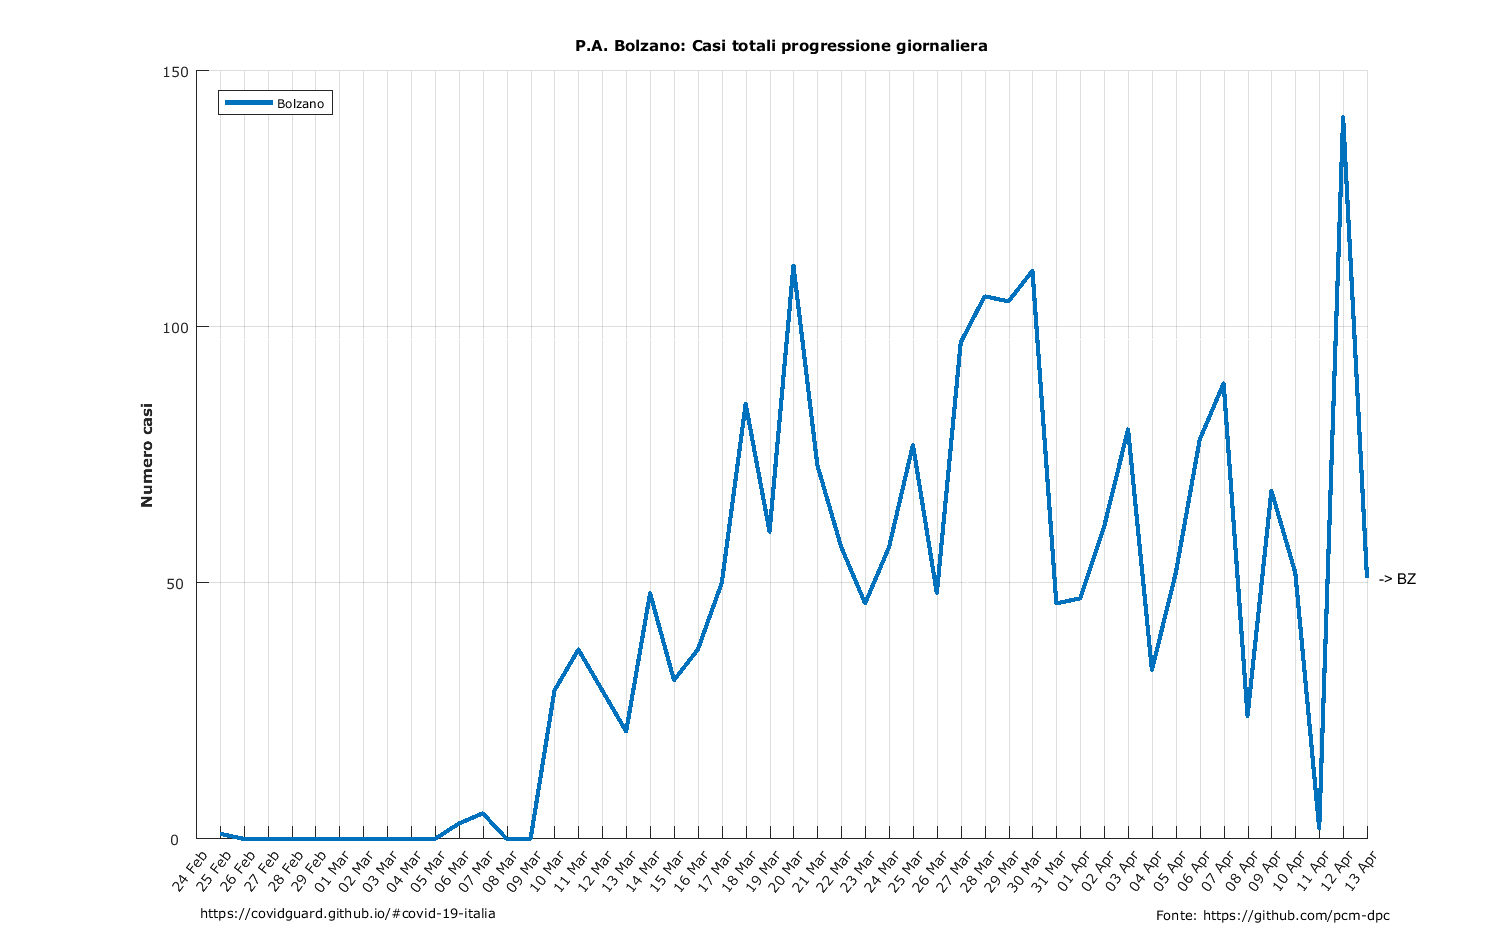 P.A. Bolzano: Casi totali progressione giornaliera
150
Bolzano
100
Numero casi
50
-> BZ
0
24 Feb
25 Feb
26 Feb
27 Feb
28 Feb
29 Feb
01 Mar
02 Mar
03 Mar
04 Mar
05 Mar
06 Mar
07 Mar
08 Mar
09 Mar
10 Mar
11 Mar
12 Mar
13 Mar
14 Mar
15 Mar
16 Mar
17 Mar
18 Mar
19 Mar
20 Mar
21 Mar
22 Mar
23 Mar
24 Mar
25 Mar
26 Mar
27 Mar
28 Mar
29 Mar
30 Mar
31 Mar
01 Apr
02 Apr
03 Apr
04 Apr
05 Apr
06 Apr
07 Apr
08 Apr
09 Apr
10 Apr
11 Apr
12 Apr
13 Apr
https://covidguard.github.io/#covid-19-italia
Fonte: https://github.com/pcm-dpc